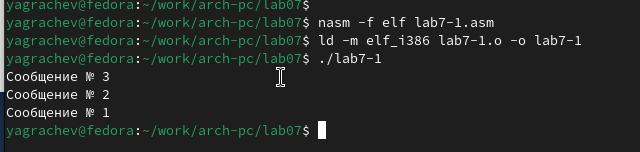 yagrachev@fedora:~/work/arch-pc/lab07$
yagrachev@fedora:~/work/arch-pc/lab07$ nasm -f elf lab7-1.asm
yagrachev@fedora:~/work/arch-pc/lab07$ ld -m elf_i386 lab7-1.o -o lab7-1
yagrachev@fedora:~/work/arch-pc/lab07$ ./lab7-1
Сообщение № 3
Сообщение № 2
Сообщение № 1
yagrachev@fedora:~/work/arch-pc/lab07$